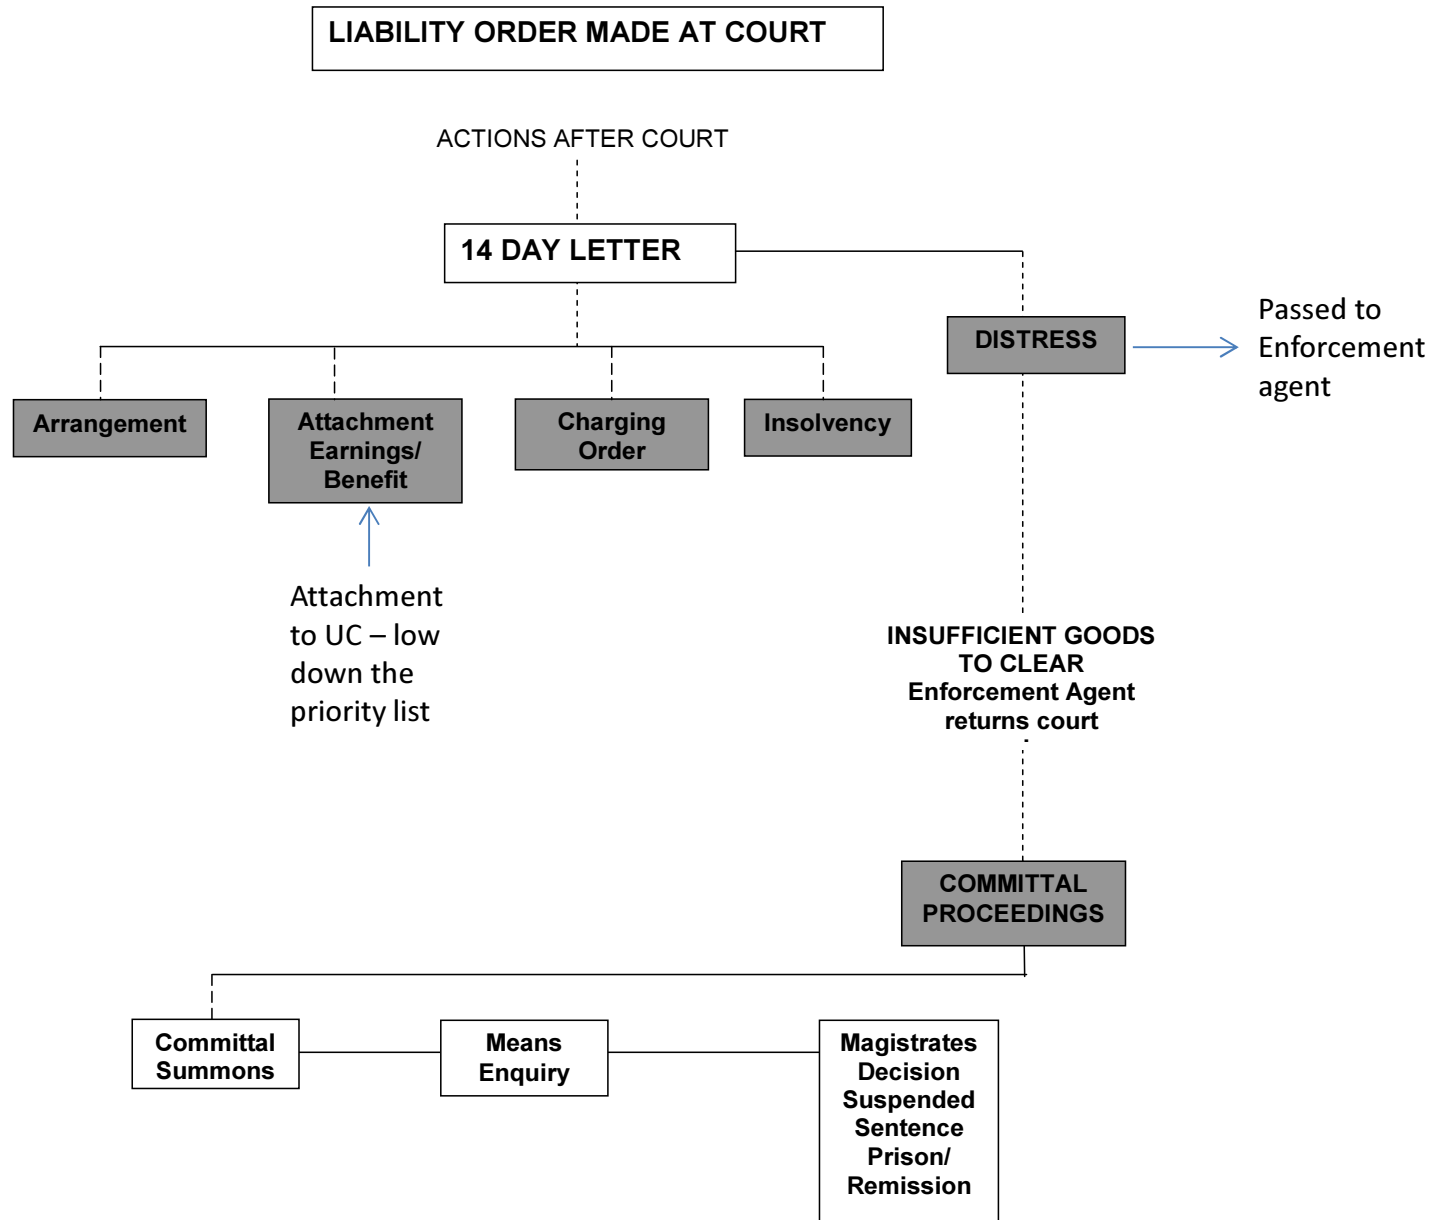 LIABILITY ORDER MADE AT COURT
ACTIONS AFTER COURT
14 DAY LETTER
DISTRESS
Passed to
Enforcement
agent
Arrangement
Attachment
Earnings/
Benefit
Charging
Order
Insolvency
Attachment
to UC – low
down the
priority list
INSUFFICIENT GOODS
TO CLEAR
Enforcement Agent
returns court
COMMITTAL
PROCEEDINGS
Committal
Summons
Means
Enquiry
Magistrates
Decision
Suspended
Sentence
Prison/
Remission